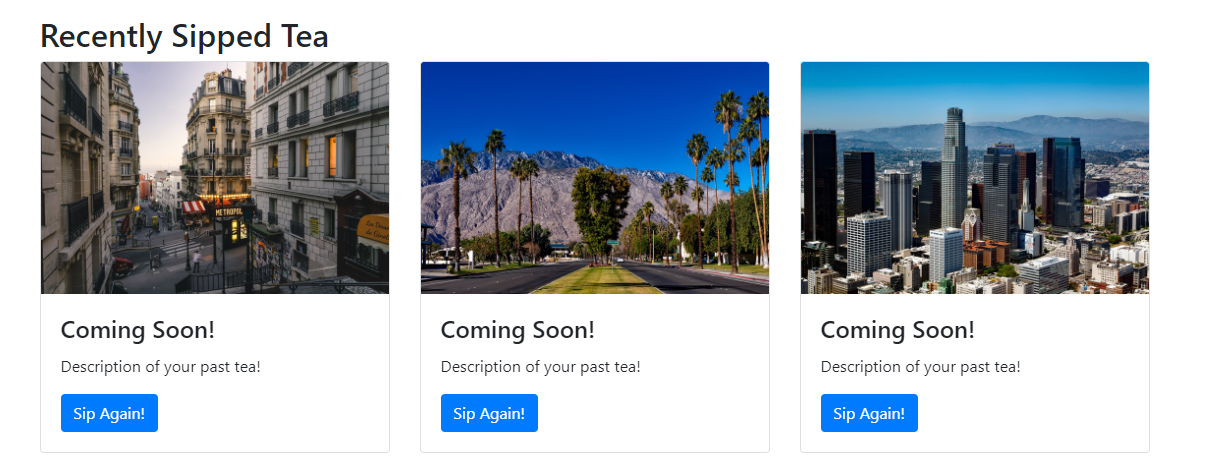 Recently Sipped Tea
METROPOL
Coming Soon!
Coming Soon!
Coming Soon!
Description of your past tea!
Description of your past tea!
Description of your past tea!
Sip Again!
Sip Again!
Sip Again!